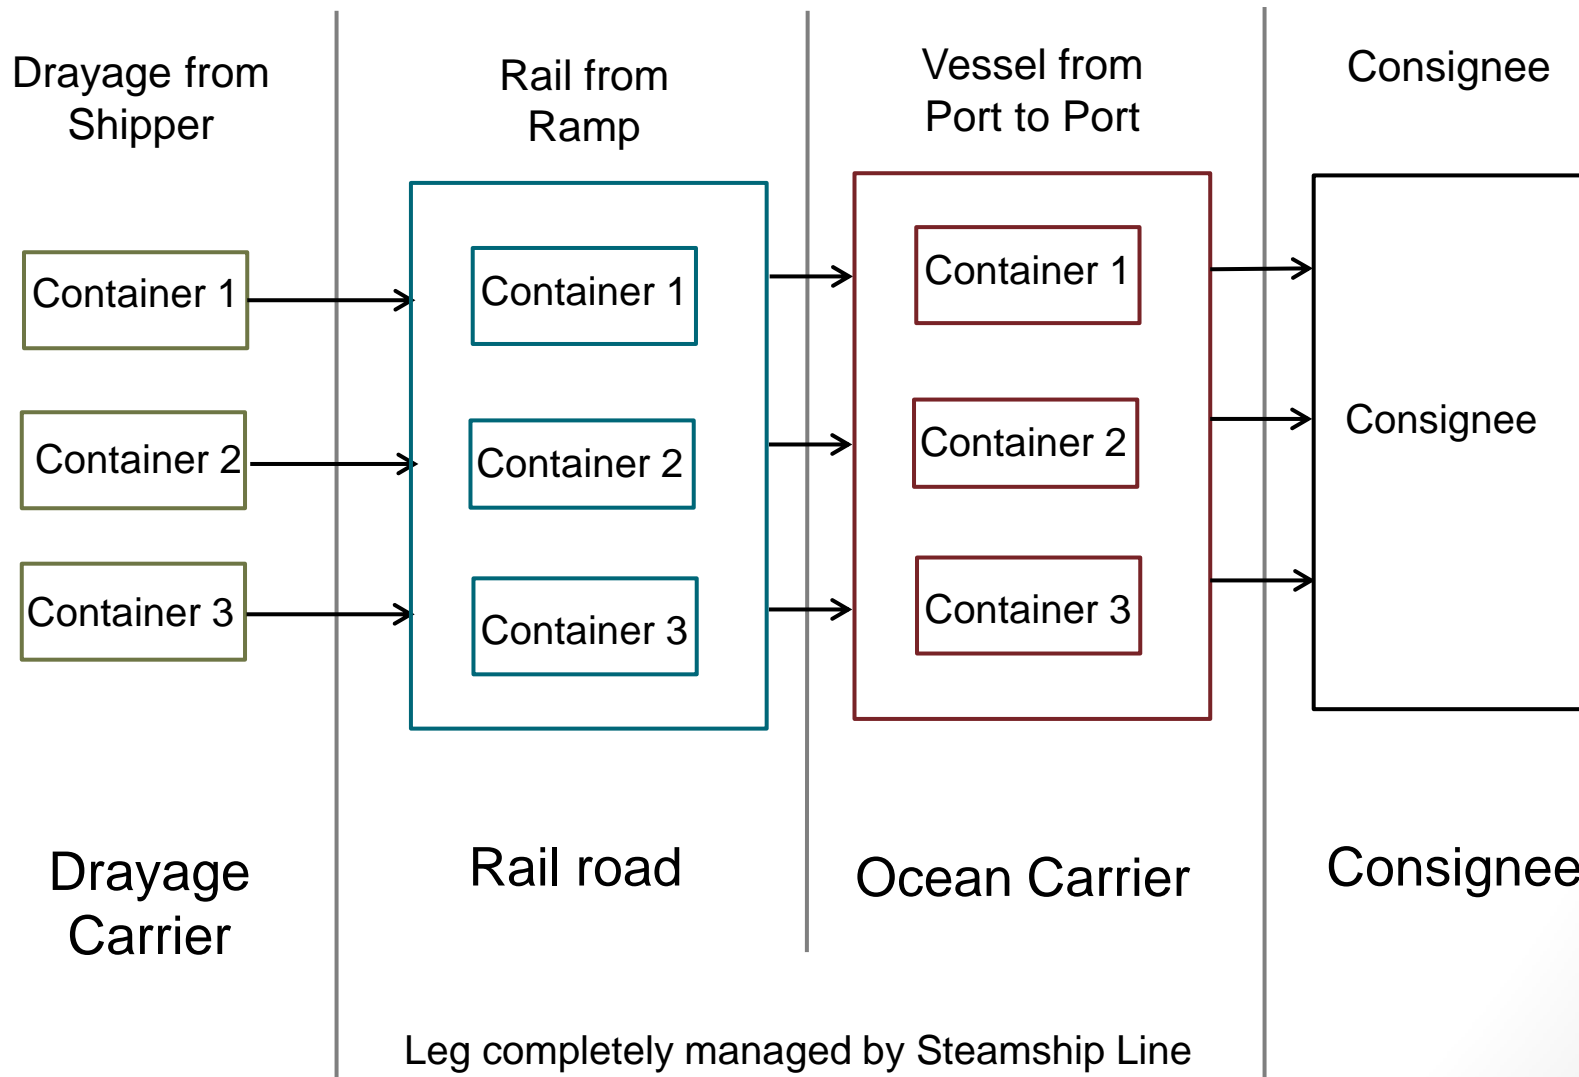 Drayage from
Shipper
Rail from
Ramp
Vessel from
Port to Port
Consignee
Container 1
Container 2
Container 3
Container 1
Container 2
Container 3
Container 1
Container 2
Container 3
Consignee
Drayage
Carrier
Rail road
Ocean Carrier
Consignee
Leg completely managed by Steamship Line